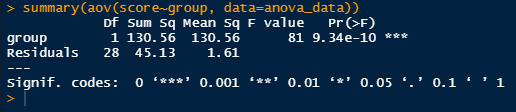 > summary(aov(score~group, data=anova_data))
            Df Sum Sq Mean Sq F value   Pr(>F)
group        1 130.56  130.56      81 9.34e-10 ***
Residuals   28  45.13    1.61
---
Signif. codes:  0 ‘***’ 0.001 ‘**’ 0.01 ‘*’ 0.05 ‘.’ 0.1 ‘ ’ 1
>